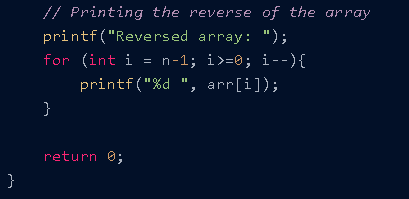 // Printing the reverse of the array
printf("Reversed array: ");
for (int i = n-1; i>=0; i--){
printf("%d ", arr[i]);
}
return 0;
}